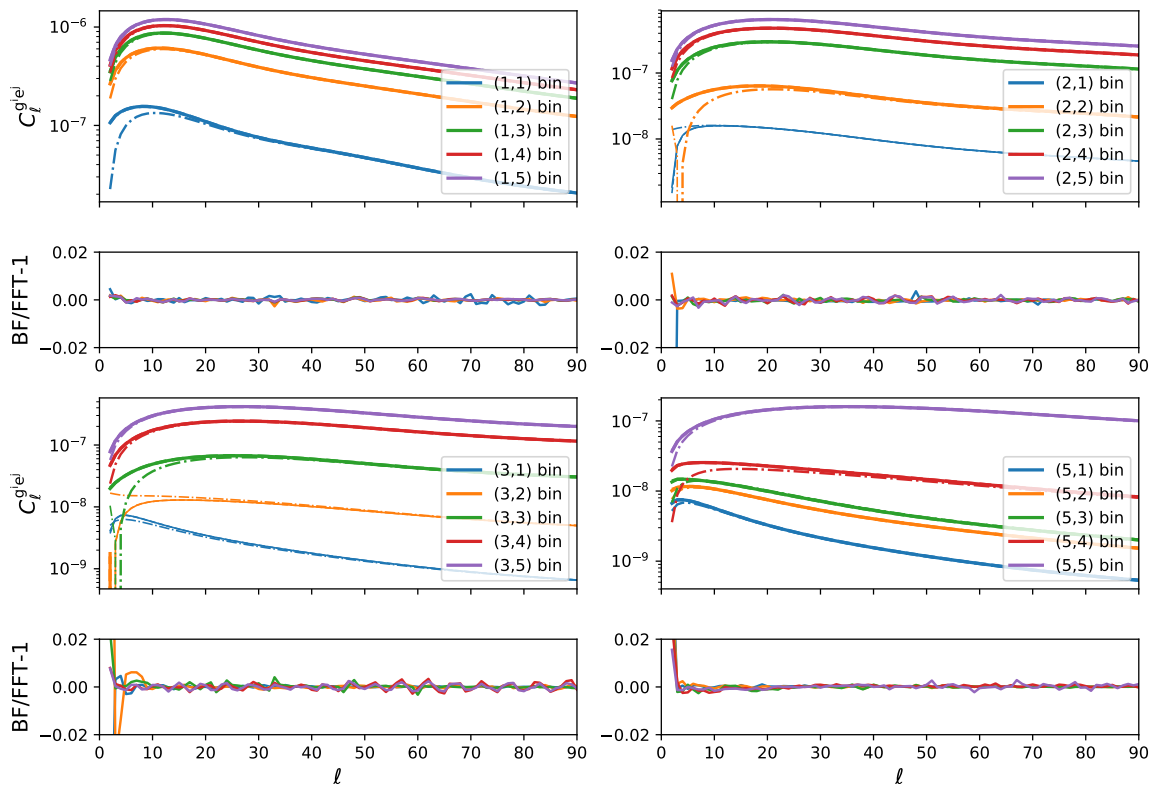 10⁻⁶
10⁻⁷
C_ℓ^{gⁱeʲ}
(1,1) bin
(1,2) bin
(1,3) bin
(1,4) bin
(1,5) bin
10⁻⁷
10⁻⁸
(2,1) bin
(2,2) bin
(2,3) bin
(2,4) bin
(2,5) bin
0.02
0.00
−0.02
BF/FFT-1
0 10 20 30 40 50 60 70 80 90
0.02
0.00
−0.02
0 10 20 30 40 50 60 70 80 90
10⁻⁷
10⁻⁸
10⁻⁹
C_ℓ^{gⁱeʲ}
(3,1) bin
(3,2) bin
(3,3) bin
(3,4) bin
(3,5) bin
10⁻⁷
10⁻⁸
10⁻⁹
(5,1) bin
(5,2) bin
(5,3) bin
(5,4) bin
(5,5) bin
0.02
0.00
−0.02
BF/FFT-1
0 10 20 30 40 50 60 70 80 90
ℓ
0.02
0.00
−0.02
0 10 20 30 40 50 60 70 80 90
ℓ